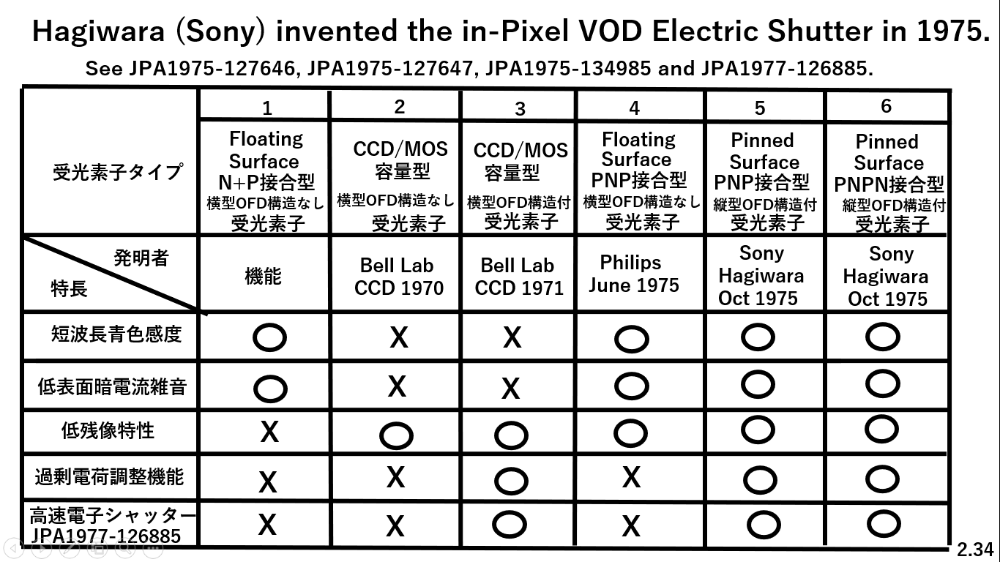 Hagiwara (Sony) invented the in-Pixel VOD Electric Shutter in 1975.
See JPA1975-127646, JPA1975-127647, JPA1975-134985 and JPA1977-126885.
受光素子タイプ
1
2
3
4
5
6
Floating
Surface
N+P接合型
横型OFD構造なし
受光素子
CCD/MOS
容量型
横型OFD構造なし
受光素子
CCD/MOS
容量型
横型OFD構造付
受光素子
Floating
Surface
PNP接合型
横型OFD構造なし
受光素子
Pinned
Surface
PNP接合型
縦型OFD構造付
受光素子
Pinned
Surface
PNPN接合型
縦型OFD構造付
受光素子
発明者
特長
機能
Bell Lab
CCD 1970
Bell Lab
CCD 1971
Philips
June 1975
Sony
Hagiwara
Oct 1975
Sony
Hagiwara
Oct 1975
短波長青色感度
○ X X ○ ○ ○
低表面暗電流雑音
○ X X ○ ○ ○
低残像特性
X ○ ○ ○ ○ ○
過剰電荷調整機能
X X ○ X ○ ○
高速電子シャッター
JPA1977-126885
X X ○ X ○ ○
2.34